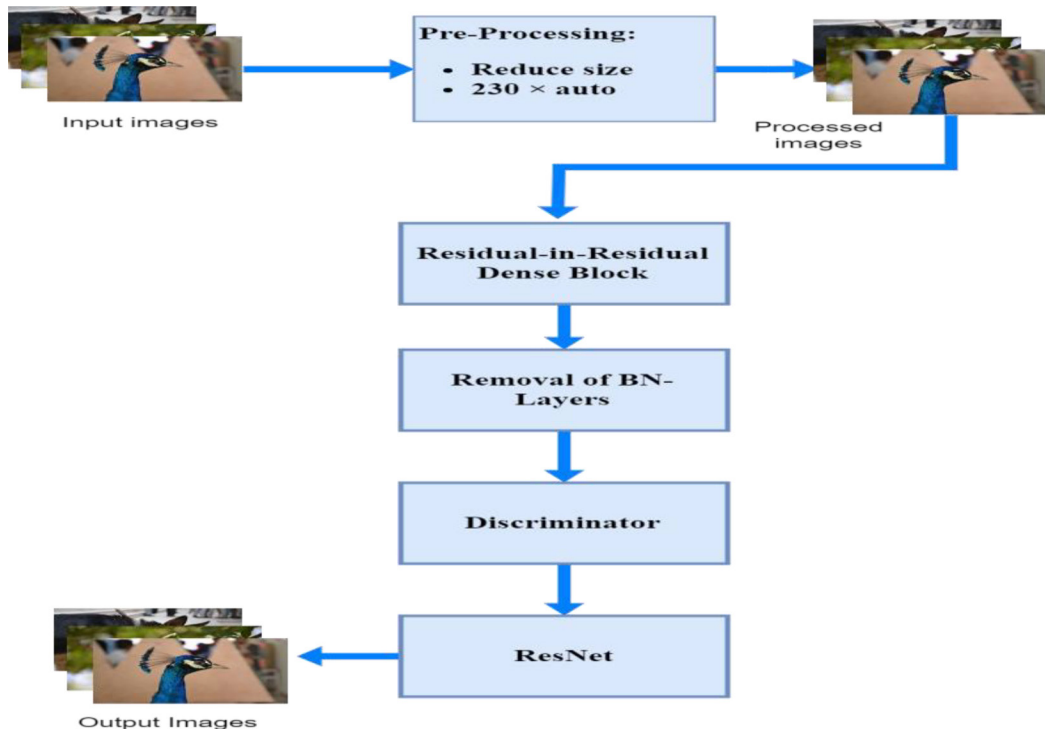 Pre-Processing:
• Reduce size
• 230 × auto
Input images
Processed
images
Residual-in-Residual
Dense Block
Removal of BN-
Layers
Discriminator
ResNet
Output Images